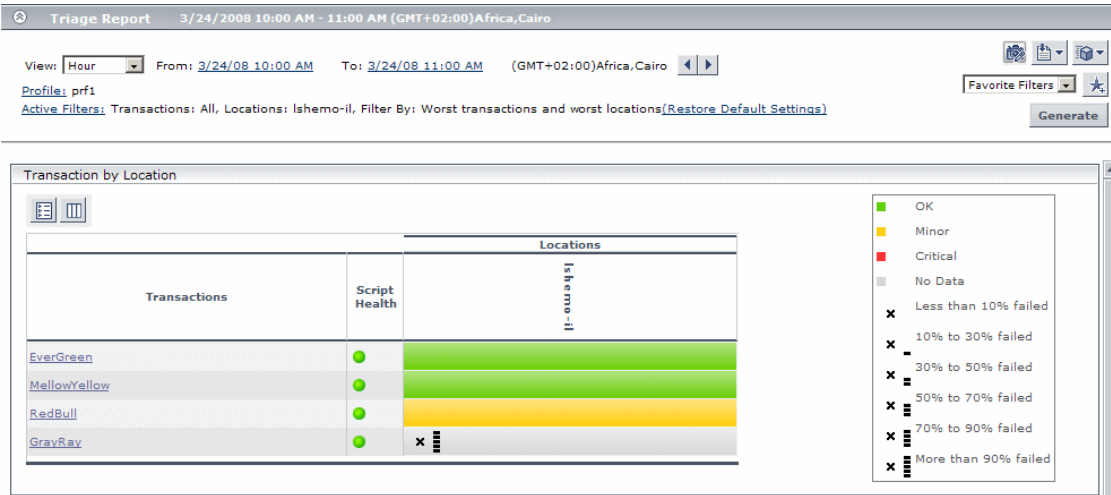 Triage Report 3/24/2008 10:00 AM - 11:00 AM (GMT+02:00)Africa,Cairo
View: Hour From: 3/24/08 10:00 AM To: 3/24/08 11:00 AM (GMT+02:00)Africa,Cairo
Profile: prf1
Favorite Filters
Active Filters: Transactions: All, Locations: lshemo-il, Filter By: Worst transactions and worst locations(Restore Default Settings)
Generate
Transaction by Location
Locations
Transactions
Script Health
lshemo-il
EverGreen
MellowYellow
RedBull
GrayRay
OK
Minor
Critical
No Data
Less than 10% failed
10% to 30% failed
30% to 50% failed
50% to 70% failed
70% to 90% failed
More than 90% failed